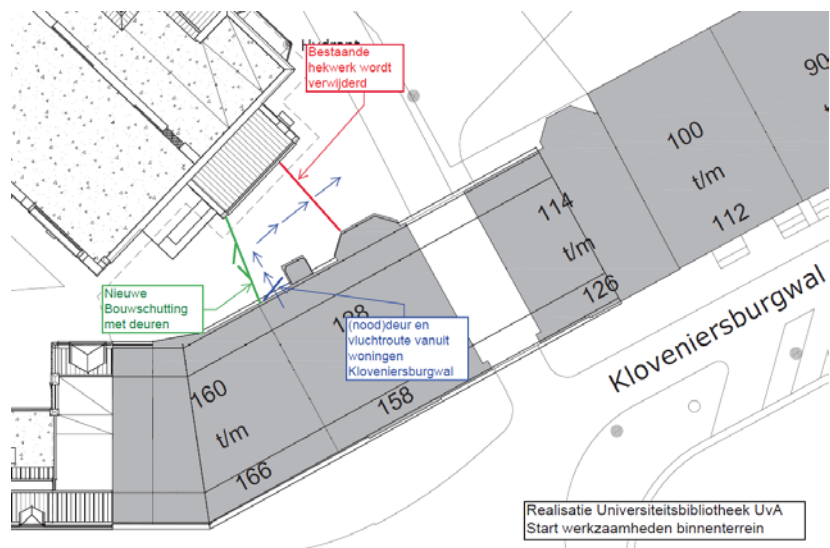 Bestaande
hekwerk wordt
verwijderd
90
100
t/m
112
114
t/m
126
Nieuwe
Bouwschutting
met deuren
(nood)deur en
vluchtroute vanuit
woningen
Kloveniersburgwal
158
160
t/m
166
Kloveniersburgwal
Realisatie Universiteitsbibliotheek UvA
Start werkzaamheden binnenterrein